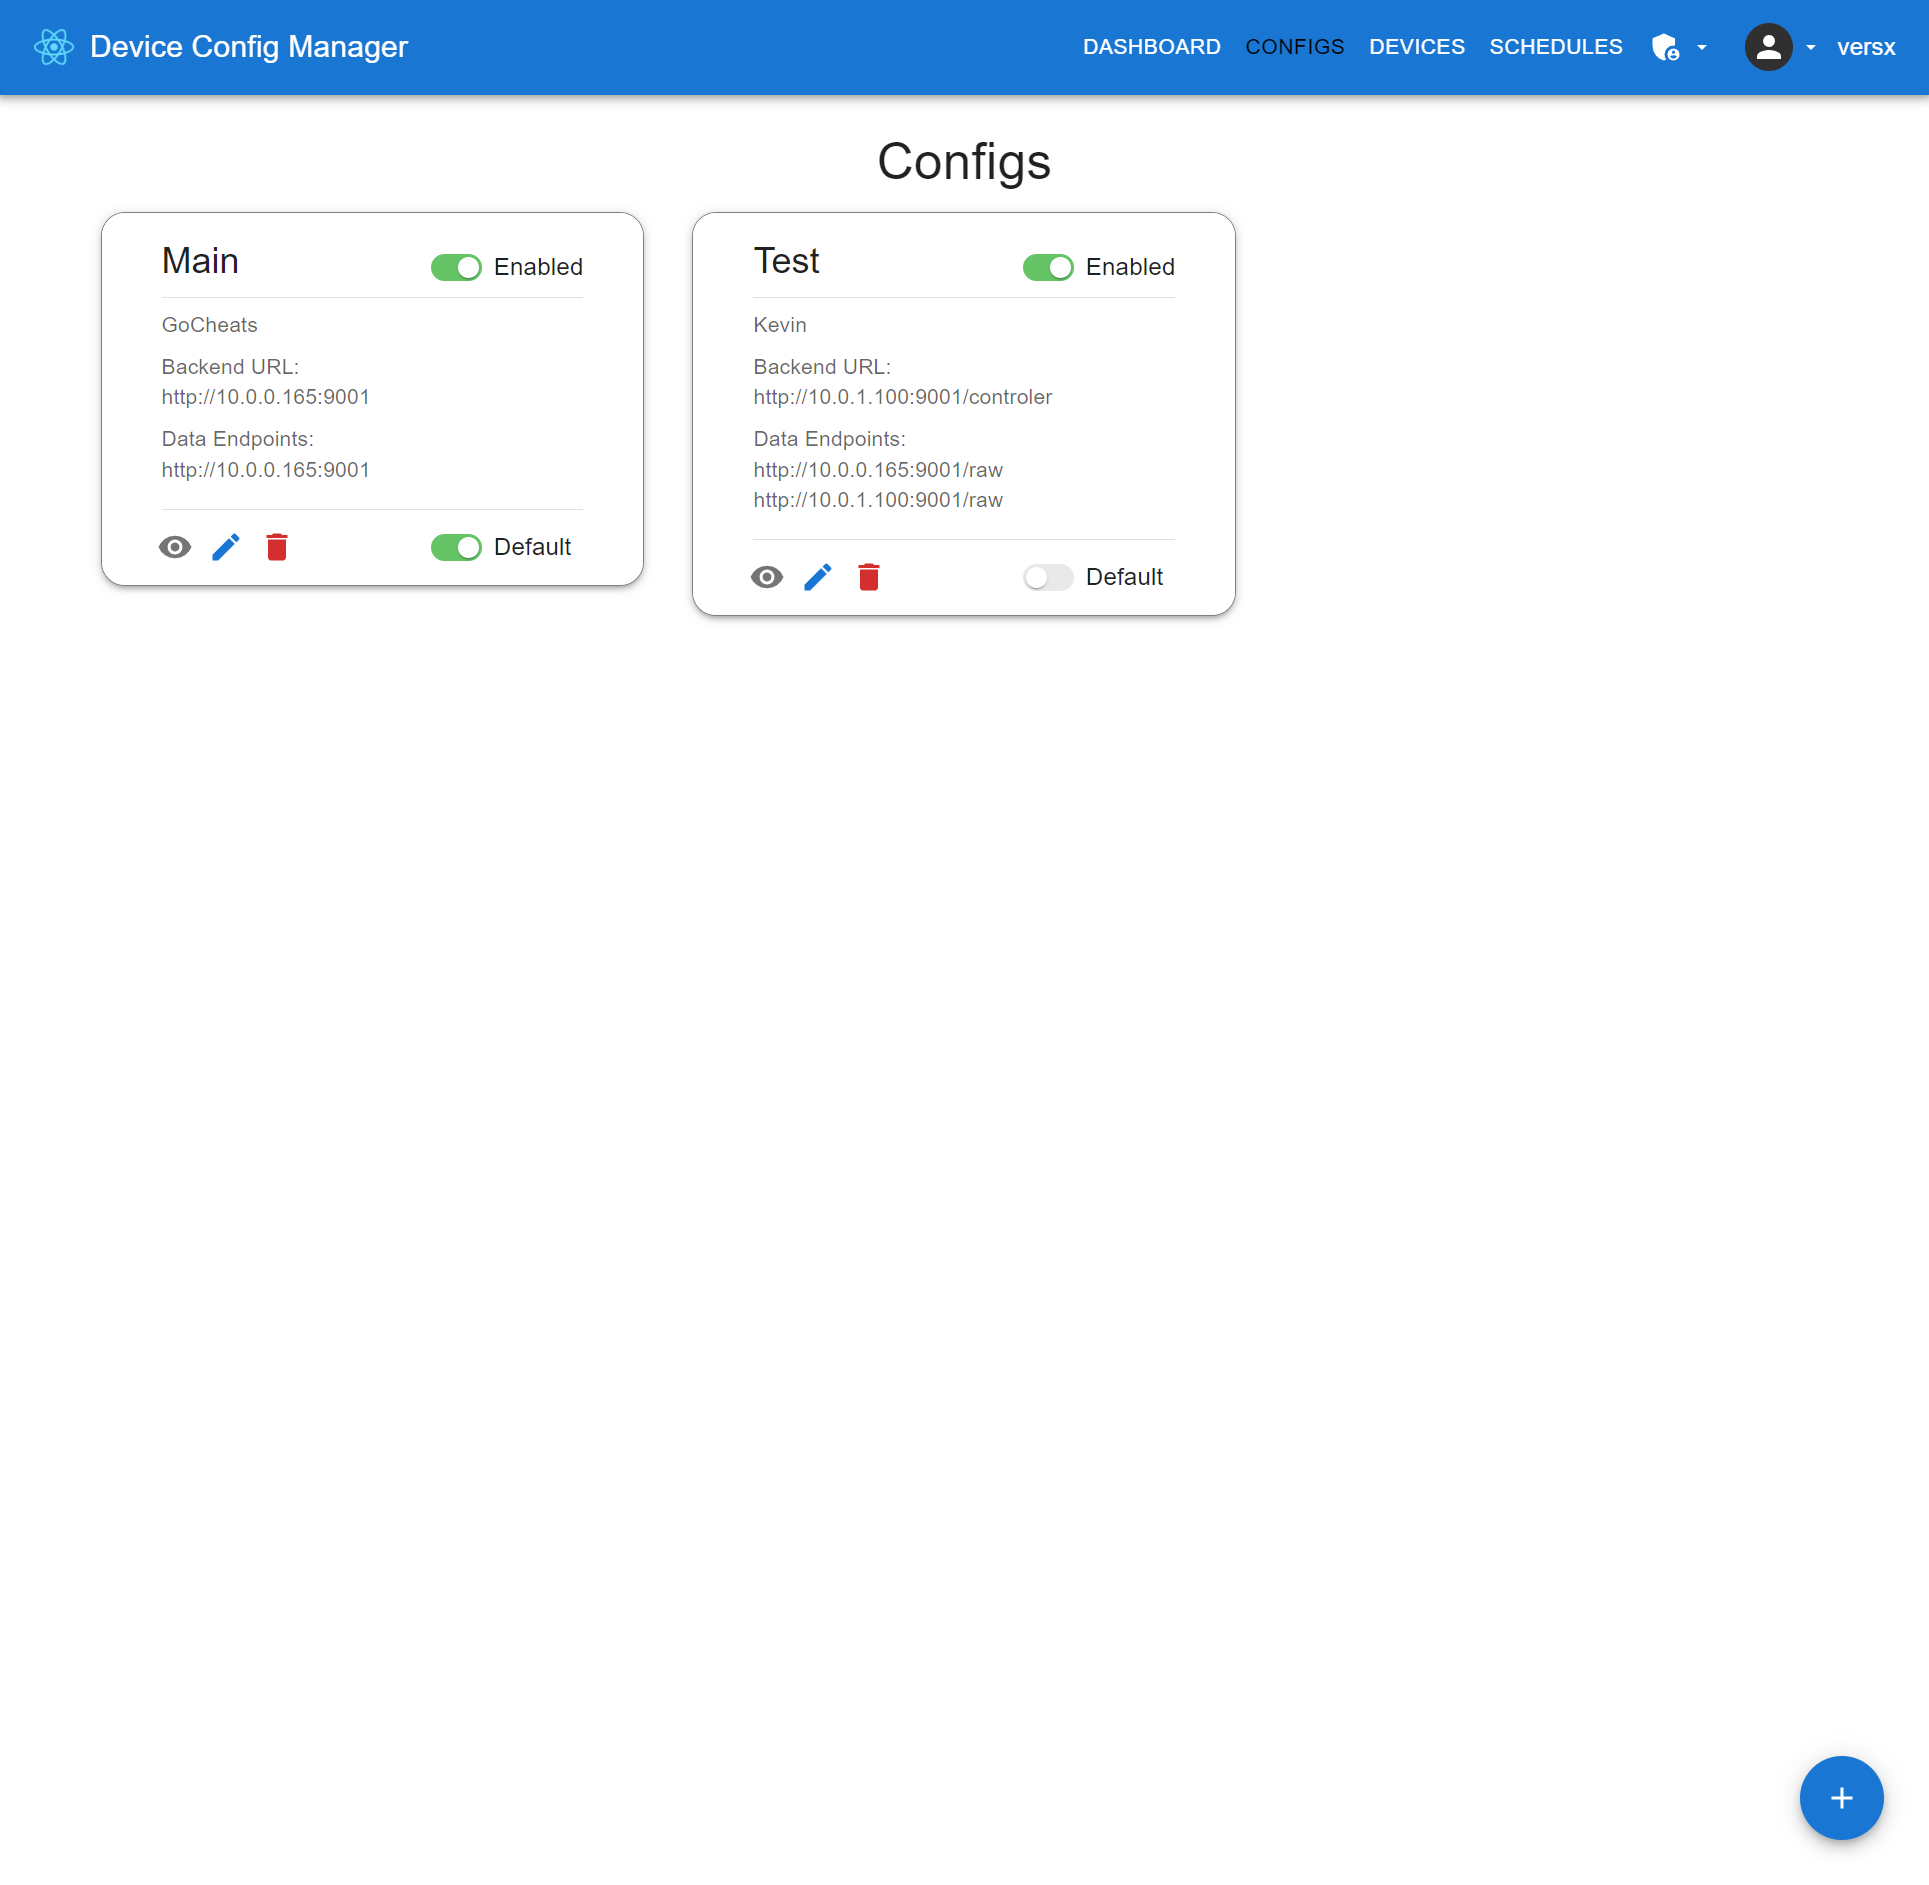 Device Config Manager
DASHBOARD CONFIGS DEVICES SCHEDULES versx
Configs
Main Enabled
GoCheats
Backend URL:
http://10.0.0.165:9001
Data Endpoints:
http://10.0.0.165:9001
Default
Test Enabled
Kevin
Backend URL:
http://10.0.1.100:9001/controler
Data Endpoints:
http://10.0.0.165:9001/raw
http://10.0.1.100:9001/raw
Default